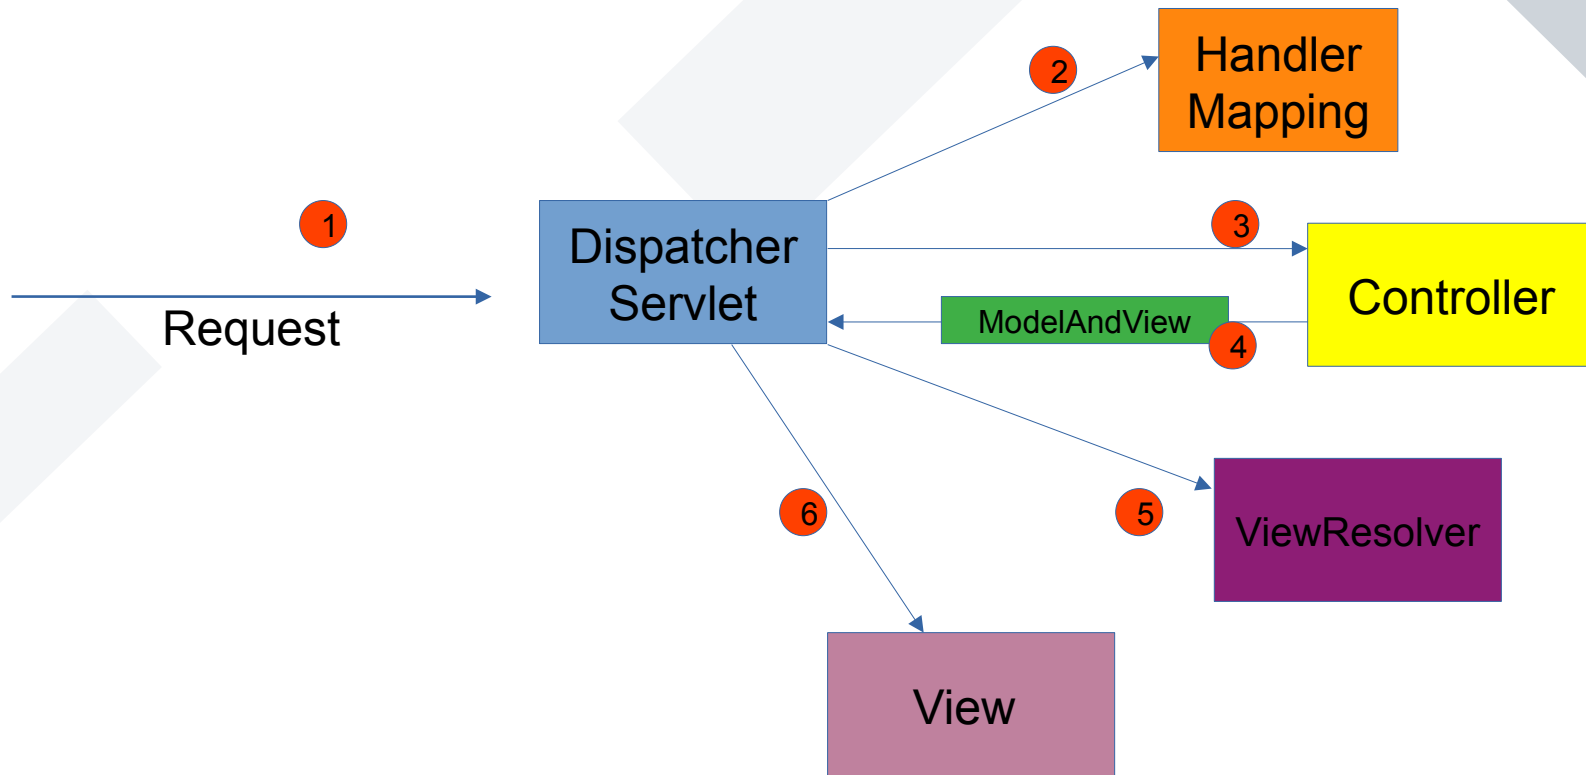 2
Handler
Mapping
1
Dispatcher
Servlet
3
Request
ModelAndView
4
Controller
6
5
ViewResolver
View